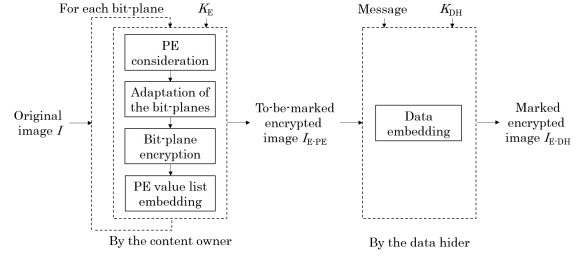 For each bit-plane
K_E
Message
K_DH
PE
consideration
Adaptation of
the bit-planes
Bit-plane
encryption
PE value list
embedding
Original
image I
To-be-marked
encrypted
image I_E-PE
Data
embedding
Marked
encrypted
image I_E-DH
By the content owner
By the data hider